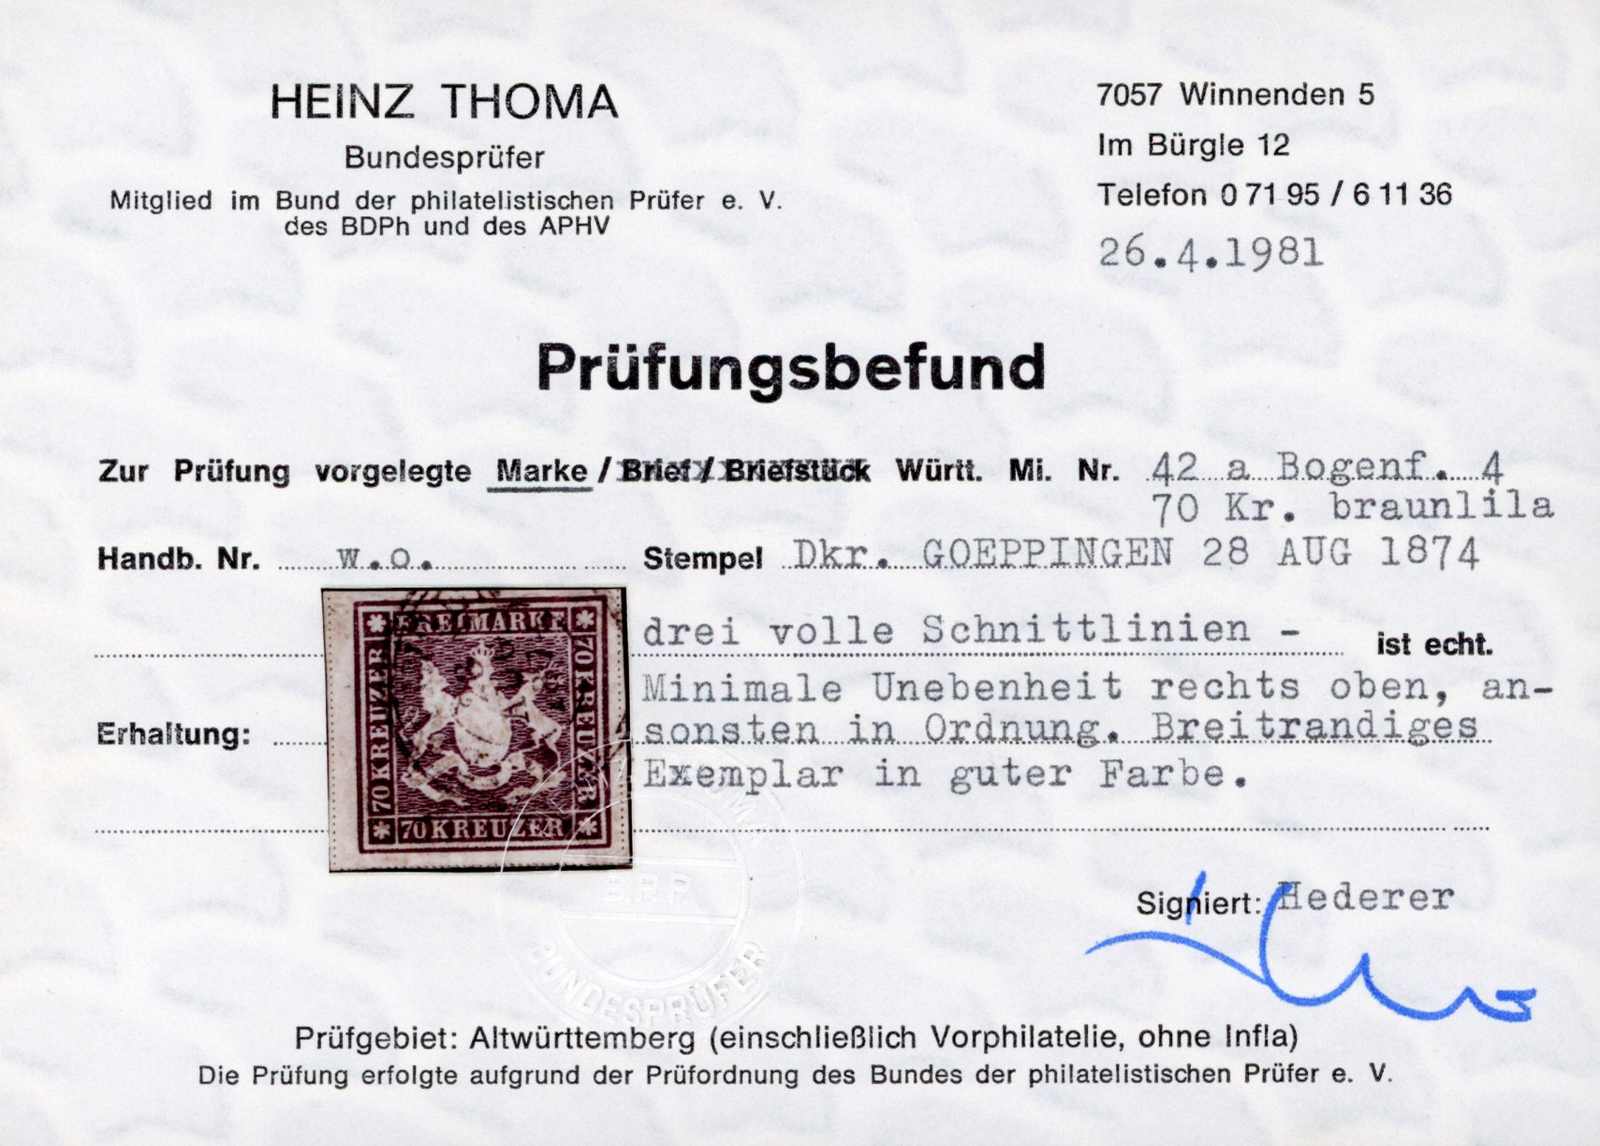 HEINZ THOMA
Bundesprüfer
Mitglied im Bund der philatelistischen Prüfer e. V.
des BDPh und des APHV
7057 Winnenden 5
Im Bürgle 12
Telefon 0 71 95 / 6 11 36
26.4.1981
Prüfungsbefund
Zur Prüfung vorgelegte Marke / Brief / Briefstück Württ. Mi. Nr. 42 a Bogenf. 4
70 Kr. braunlila
Handb. Nr. w.o. Stempel Dkr. GOEPPINGEN 28 AUG 1874
drei volle Schnittlinien - ist echt.
Erhaltung: Minimale Unebenheit rechts oben, an-
sonsten in Ordnung. Breitrandiges
Exemplar in guter Farbe.
FREIMARKE
70 KREUZER
70 KREUZER
70 KREUZER
B.P.P.
BUNDESPRÜFER
Signiert: Hederer
Prüfgebiet: Altwürttemberg (einschließlich Vorphilatelie, ohne Infla)
Die Prüfung erfolgte aufgrund der Prüfordnung des Bundes der philatelistischen Prüfer e. V.